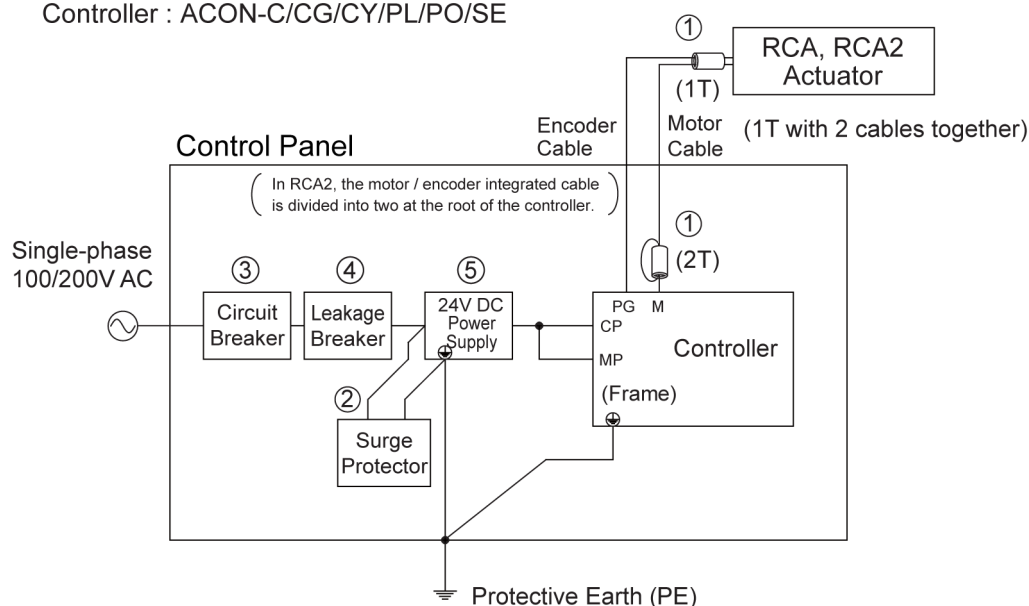 Controller : ACON-C/CG/CY/PL/PO/SE
①
RCA, RCA2
Actuator
(1T)
(1T with 2 cables together)
Encoder
Cable
Motor
Cable
Control Panel
In RCA2, the motor / encoder integrated cable
is divided into two at the root of the controller.
①
(2T)
Single-phase
100/200V AC
③
④
⑤
Circuit
Breaker
Leakage
Breaker
24V DC
Power
Supply
PG M
CP
MP
Controller
(Frame)
②
Surge
Protector
Protective Earth (PE)